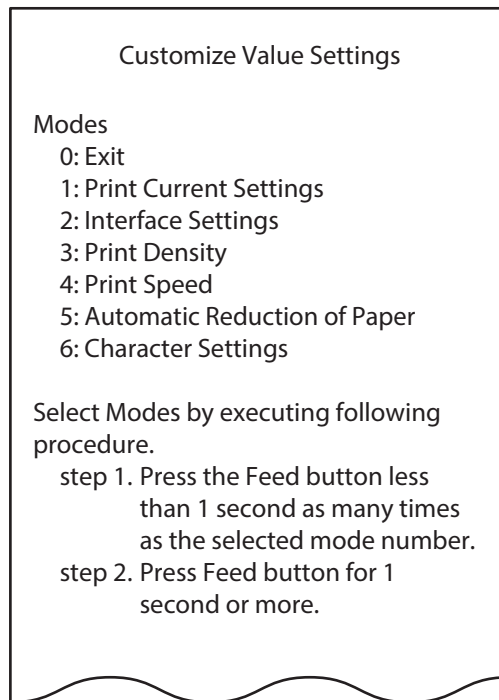 Customize Value Settings
Modes
0: Exit
1: Print Current Settings
2: Interface Settings
3: Print Density
4: Print Speed
5: Automatic Reduction of Paper
6: Character Settings
Select Modes by executing following
procedure.
step 1. Press the Feed button less
than 1 second as many times
as the selected mode number.
step 2. Press Feed button for 1
second or more.